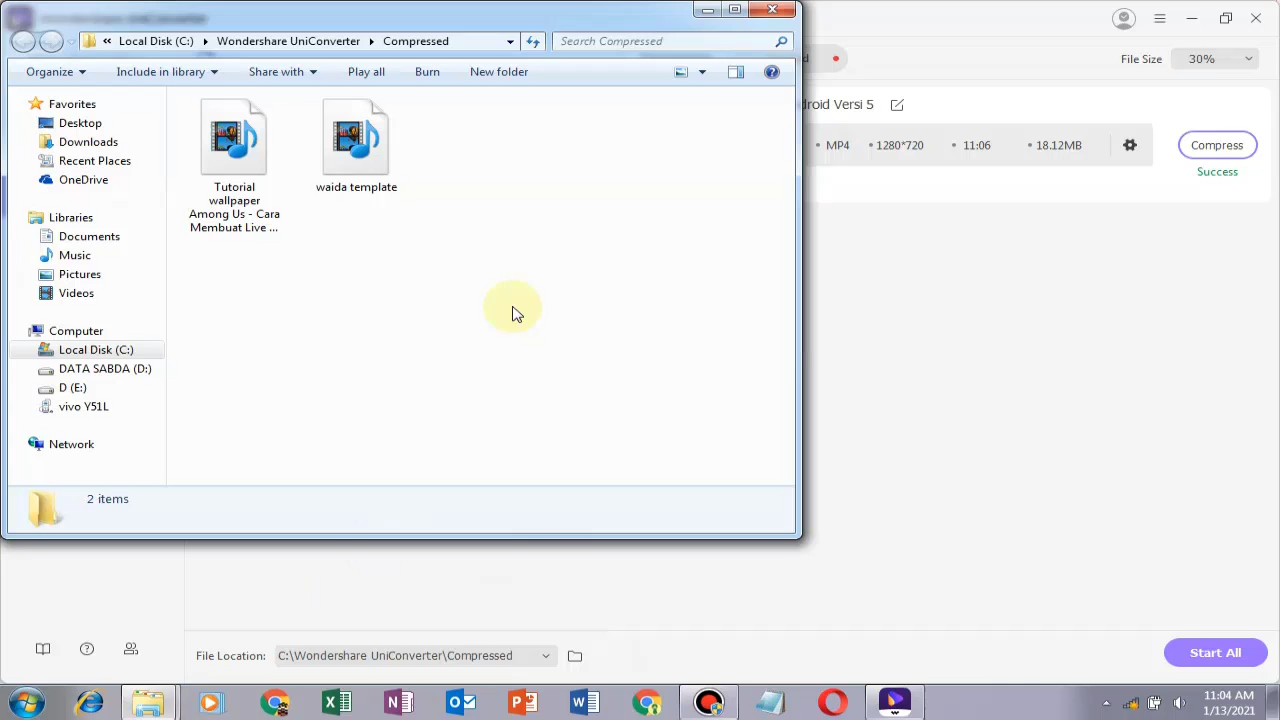 Local Disk (C:) Wondershare UniConverter Compressed
Search Compressed
Organize Include in library Share with Play all Burn New folder
Favorites
Desktop
Downloads
Recent Places
OneDrive
Libraries
Documents
Music
Pictures
Videos
Computer
Local Disk (C:)
DATA SABDA (D:)
D (E:)
vivo Y51L
Network
Tutorial
wallpaper
Among Us - Cara
Membuat Live ...
waida template
2 items
File Size 30%
droid Versi 5
MP4 1280*720 11:06 18.12MB
Compress
Success
File Location: C:\Wondershare UniConverter\Compressed
Start All
11:04 AM
1/13/2021